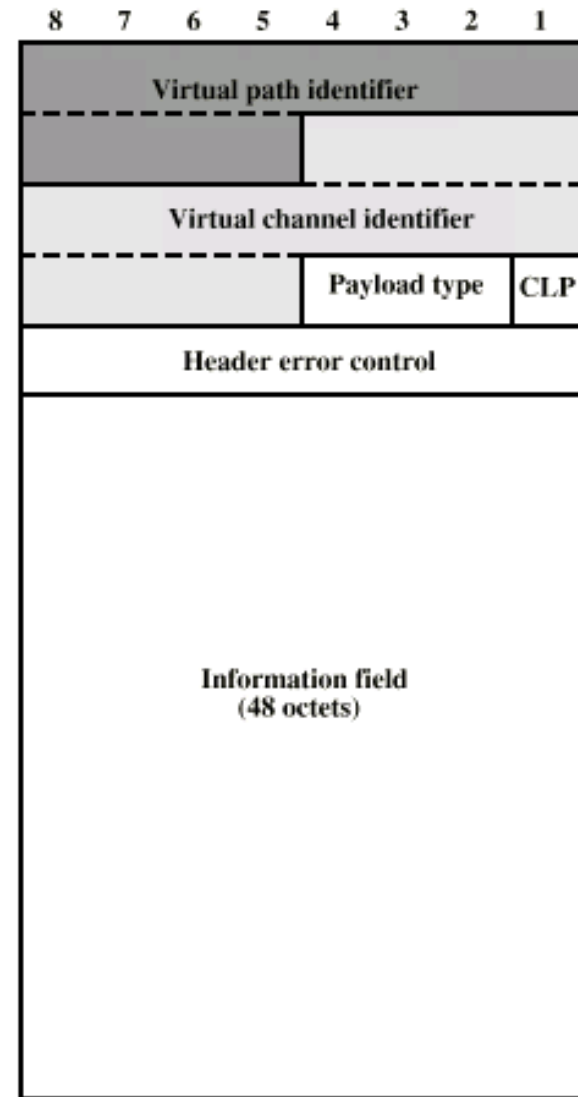 8 7 6 5 4 3 2 1
Virtual path identifier
Virtual channel identifier
Payload type CLP
Header error control
Information field
(48 octets)